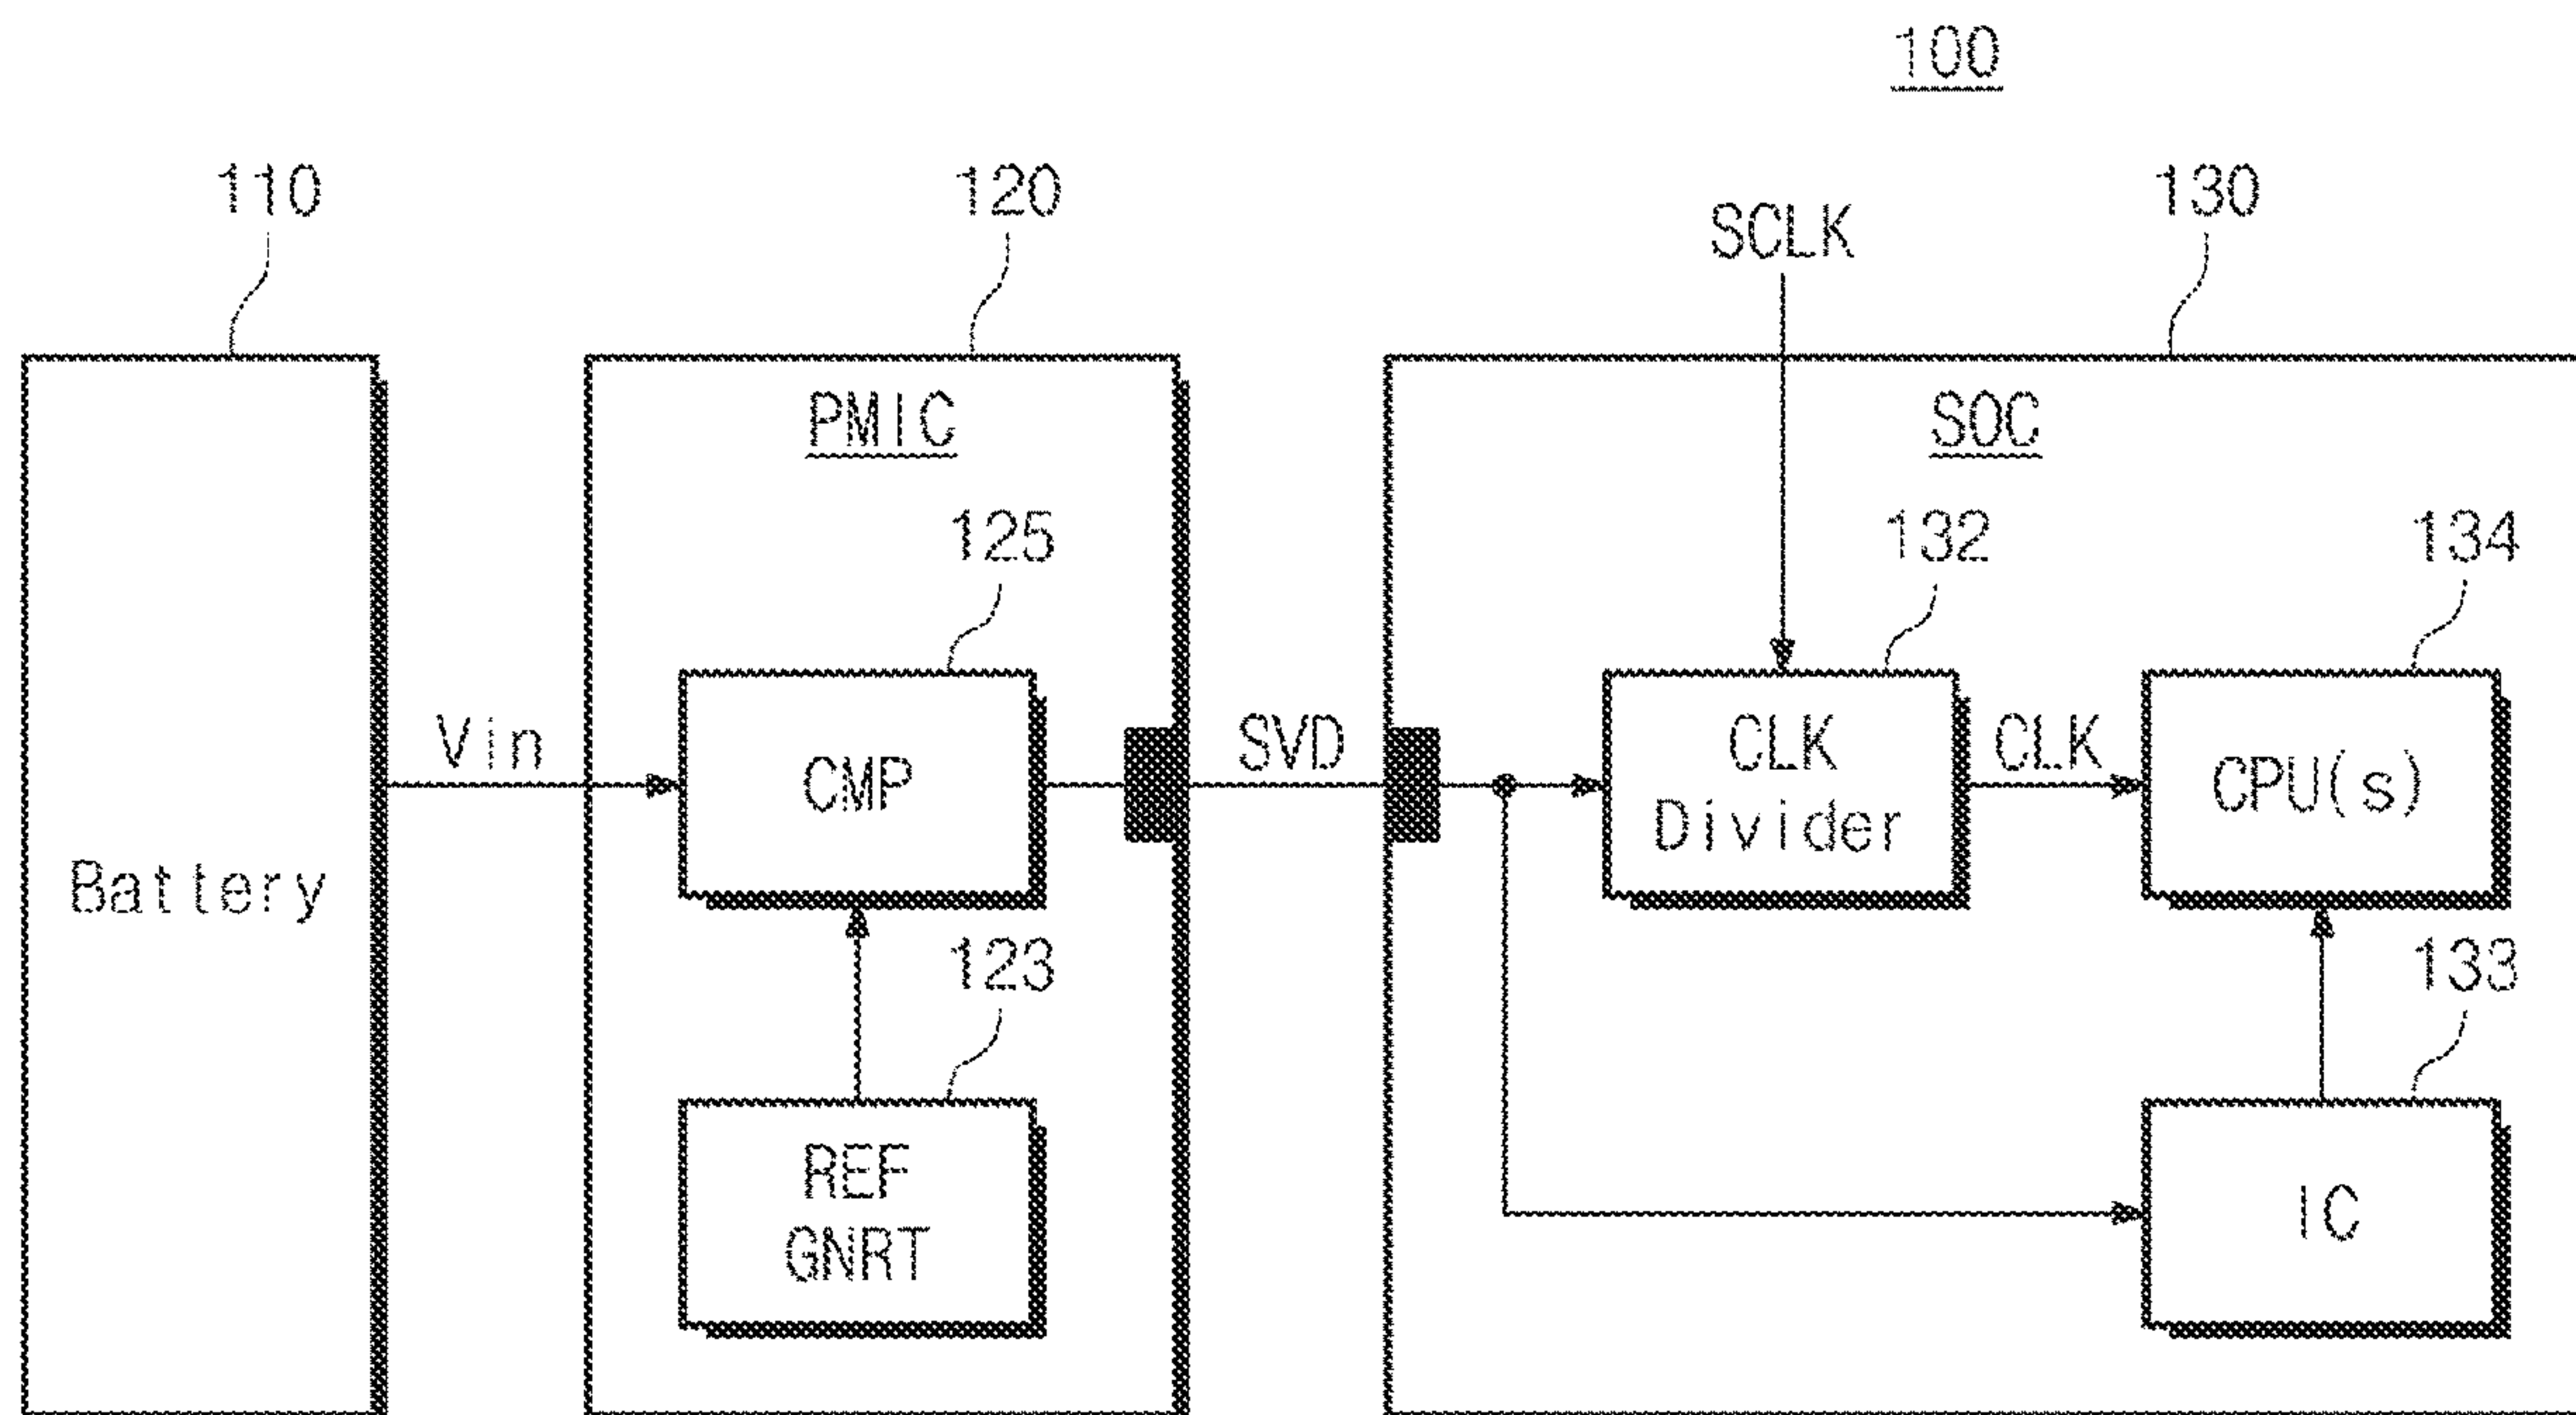 100
110
120
130
SCLK
PMIC
SOC
125
132
134
Vin
CMP
SVD
CLK
Divider
CLK
CPU(s)
Battery
123
133
REF
GNRT
IC